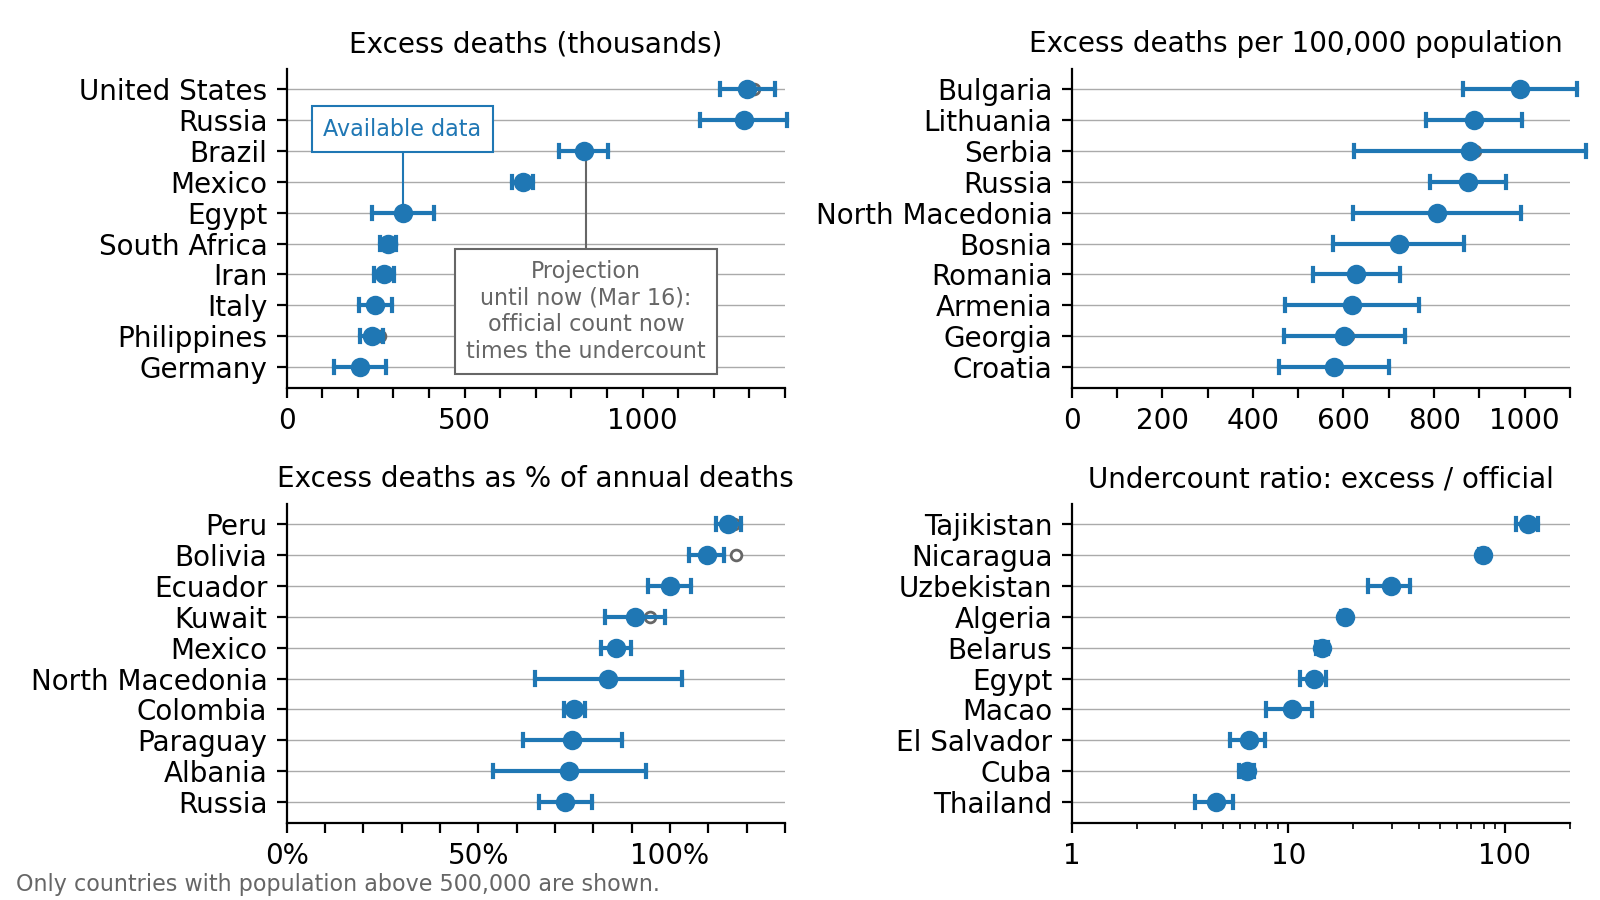 Excess deaths (thousands)
United States
Russia
Brazil
Mexico
Egypt
South Africa
Iran
Italy
Philippines
Germany
Available data
Projection
until now (Mar 16):
official count now
times the undercount
0 500 1000
Excess deaths per 100,000 population
Bulgaria
Lithuania
Serbia
Russia
North Macedonia
Bosnia
Romania
Armenia
Georgia
Croatia
0 200 400 600 800 1000
Excess deaths as % of annual deaths
Peru
Bolivia
Ecuador
Kuwait
Mexico
North Macedonia
Colombia
Paraguay
Albania
Russia
0% 50% 100%
Undercount ratio: excess / official
Tajikistan
Nicaragua
Uzbekistan
Algeria
Belarus
Egypt
Macao
El Salvador
Cuba
Thailand
1 10 100
Only countries with population above 500,000 are shown.